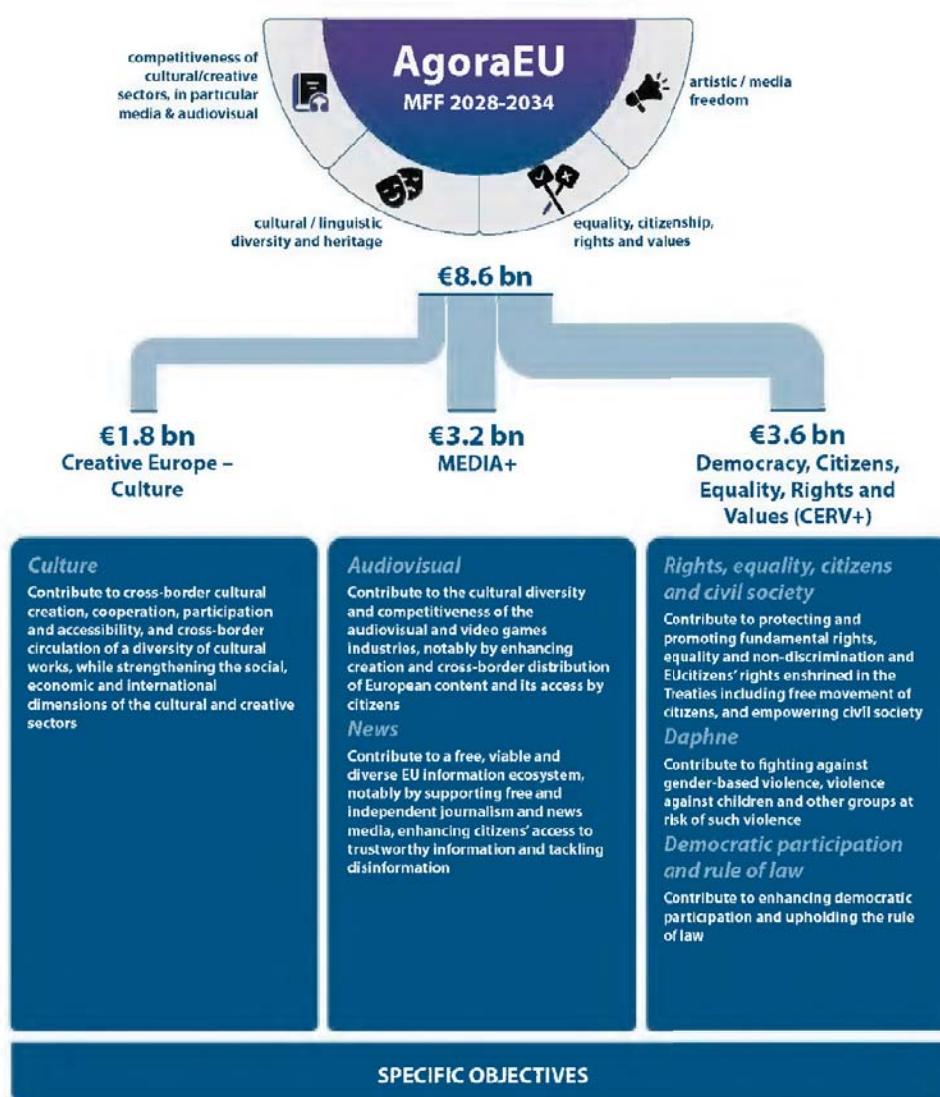 AgoraEU
MFF 2028-2034
competitiveness of
cultural/creative
sectors, in particular
media & audiovisual
artistic / media
freedom
cultural / linguistic
diversity and heritage
equality, citizenship,
rights and values
€8.6 bn
€1.8 bn
Creative Europe –
Culture
€3.2 bn
MEDIA+
€3.6 bn
Democracy, Citizens,
Equality, Rights and
Values (CERV+)
Culture
Contribute to cross-border cultural
creation, cooperation, participation
and accessibility, and cross-border
circulation of a diversity of cultural
works, while strengthening the social,
economic and international
dimensions of the cultural and creative
sectors
Audiovisual
Contribute to the cultural diversity
and competitiveness of the
audiovisual and video games
industries, notably by enhancing
creation and cross-border distribution
of European content and its access by
citizens
News
Contribute to a free, viable and
diverse EU information ecosystem,
notably by supporting free and
independent journalism and news
media, enhancing citizens' access to
trustworthy information and tackling
disinformation
Rights, equality, citizens
and civil society
Contribute to protecting and
promoting fundamental rights,
equality and non-discrimination and
EUcitizens' rights enshrined in the
Treaties including free movement of
citizens, and empowering civil society
Daphne
Contribute to fighting against
gender-based violence, violence
against children and other groups at
risk of such violence
Democratic participation
and rule of law
Contribute to enhancing democratic
participation and upholding the rule
of law
SPECIFIC OBJECTIVES